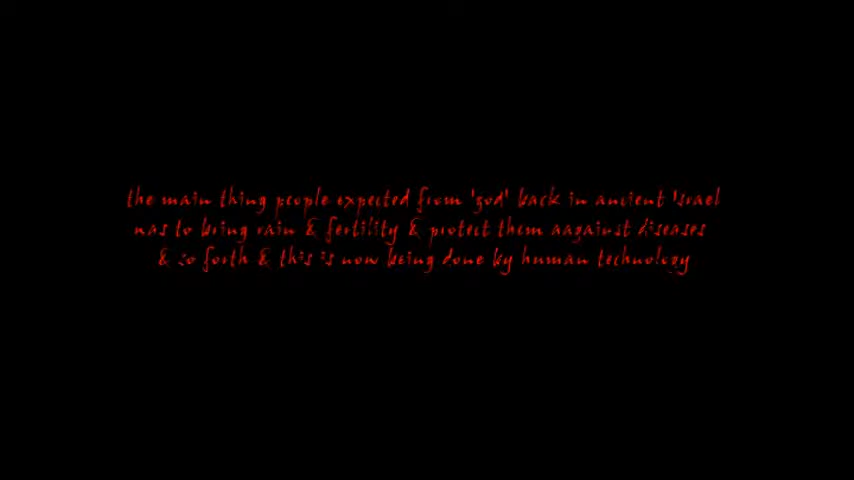 the main thing people expected from 'god' back in ancient 'Israel
nas to bring rain & fertility & protect them aagainst diseases
& so forth & this is now being done by human technology